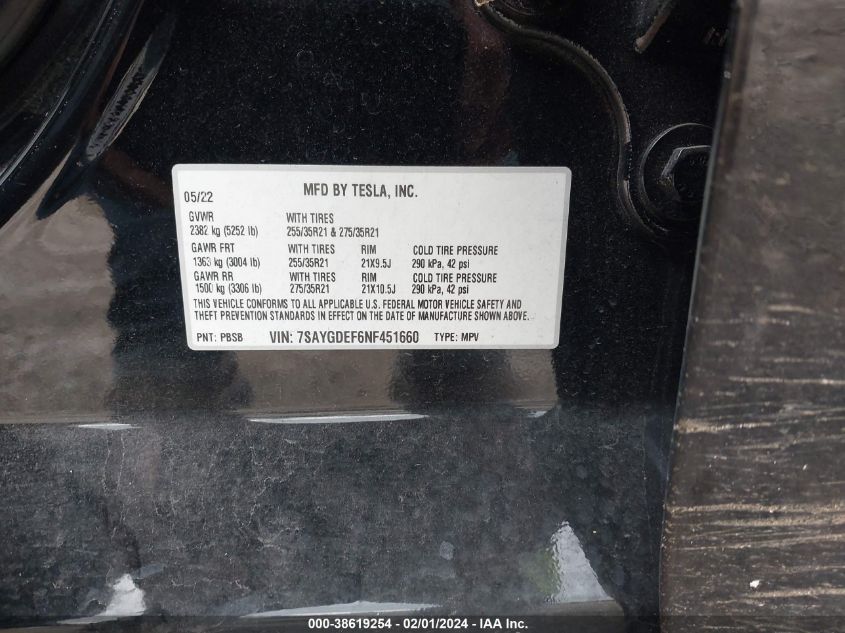 05/22 MFD BY TESLA, INC.
GVWR WITH TIRES
2382 kg (5252 lb) 255/35R21 & 275/35R21
GAWR FRT WITH TIRES RIM COLD TIRE PRESSURE
1363 kg (3004 lb) 255/35R21 21X9.5J 290 kPa, 42 psi
GAWR RR WITH TIRES RIM COLD TIRE PRESSURE
1500 kg (3306 lb) 275/35R21 21X10.5J 290 kPa, 42 psi
THIS VEHICLE CONFORMS TO ALL APPLICABLE U.S. FEDERAL MOTOR VEHICLE SAFETY AND
THEFT PREVENTION STANDARDS IN EFFECT ON THE DATE OF MANUFACTURE SHOWN ABOVE.
PNT: PBSB VIN: 7SAYGDEF6NF451660 TYPE: MPV
000-38619254 - 02/01/2024 - IAA Inc.